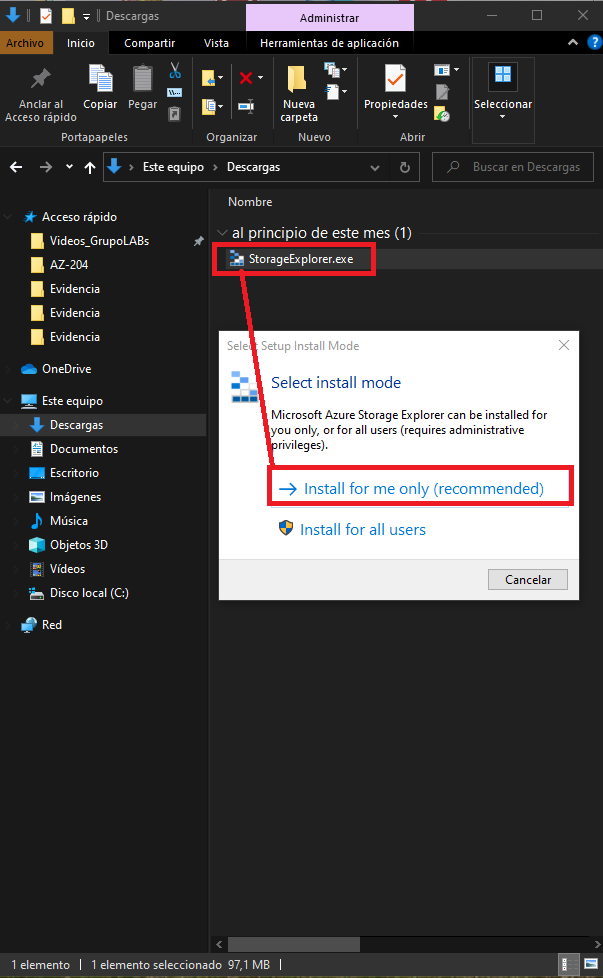 Descargas
Administrar
Archivo
Inicio
Compartir
Vista
Herramientas de aplicación
Anclar al
Acceso rápido
Copiar
Pegar
Nueva
carpeta
Propiedades
Seleccionar
Portapapeles
Organizar
Nuevo
Abrir
Este equipo
Descargas
Buscar en Descargas
Nombre
Acceso rápido
Videos_GrupoLABs
AZ-204
Evidencia
Evidencia
Evidencia
OneDrive
Este equipo
Descargas
Documentos
Escritorio
Imágenes
Música
Objetos 3D
Vídeos
Disco local (C:)
Red
al principio de este mes (1)
StorageExplorer.exe
Select Setup Install Mode
Select install mode
Microsoft Azure Storage Explorer can be installed for
you only, or for all users (requires administrative
privileges).
Install for me only (recommended)
Install for all users
Cancelar
1 elemento
1 elemento seleccionado 97,1 MB